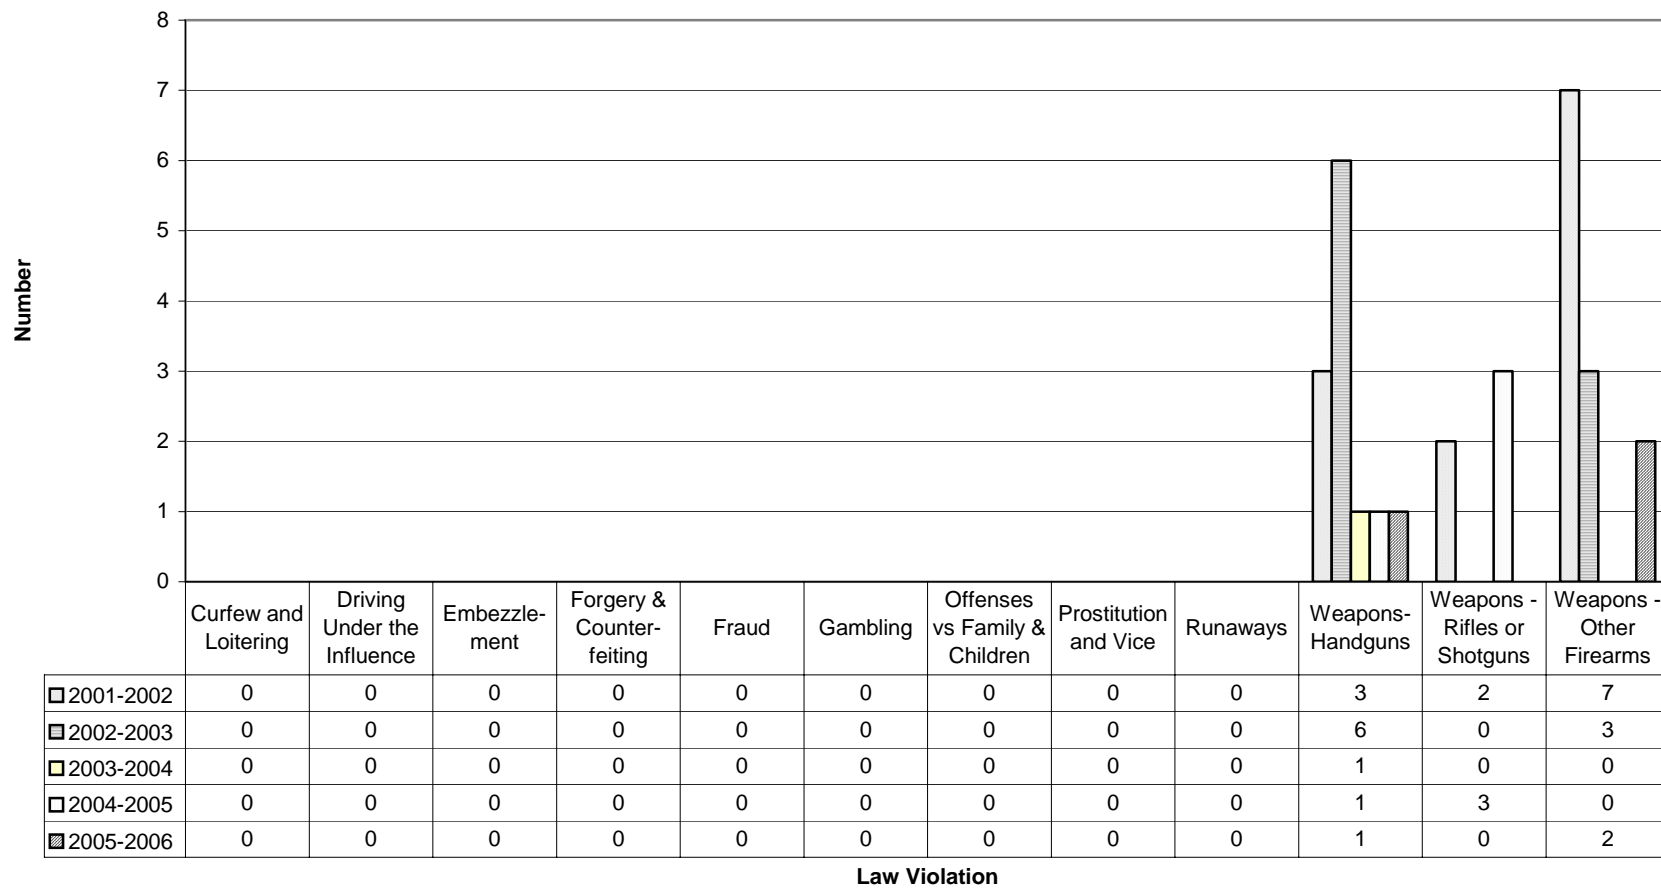 8
7
6
5
4
3
2
1
0
Number
Curfew and
Loitering
Driving
Under the
Influence
Embezzle-
ment
Forgery &
Counter-
feiting
Fraud
Gambling
Offenses
vs Family &
Children
Prostitution
and Vice
Runaways
Weapons-
Handguns
Weapons -
Rifles or
Shotguns
Weapons -
Other
Firearms
2001-2002 0 0 0 0 0 0 0 0 0 3 2 7
2002-2003 0 0 0 0 0 0 0 0 0 6 0 3
2003-2004 0 0 0 0 0 0 0 0 0 1 0 0
2004-2005 0 0 0 0 0 0 0 0 0 1 3 0
2005-2006 0 0 0 0 0 0 0 0 0 1 0 2
Law Violation